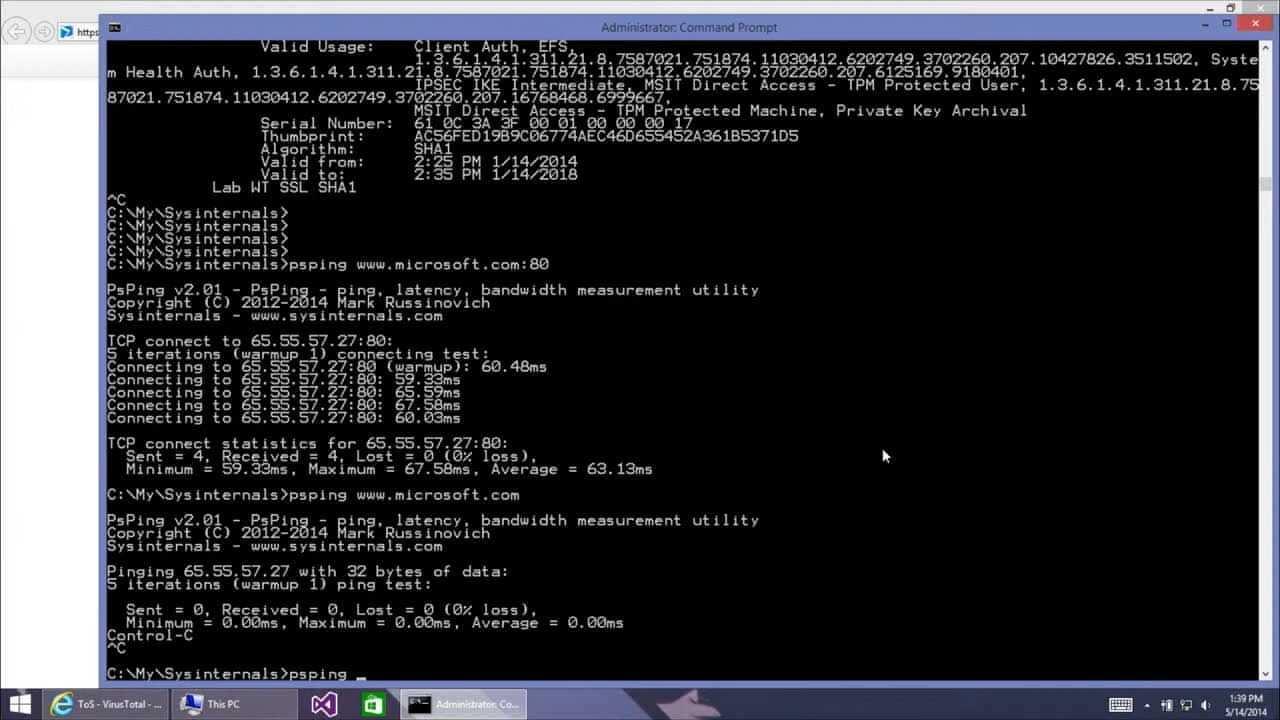 https
Administrator: Command Prompt
Valid Usage: Client Auth, EFS,
1.3.6.1.4.1.311.21.8.7587021.751874.11030412.6202749.3702260.207.10427826.3511502, Syste
m Health Auth, 1.3.6.1.4.1.311.21.8.7587021.751874.11030412.6202749.3702260.207.6125169.9180401,
IPSEC IKE Intermediate, MSIT Direct Access - TPM Protected User, 1.3.6.1.4.1.311.21.8.75
87021.751874.11030412.6202749.3702260.207.16768468.6999667,
MSIT Direct Access - TPM Protected Machine, Private Key Archival
Serial Number: 61 0C 3A 3F 00 01 00 00 00 17
Thumbprint: AC56FED19B9C06774AEC46D655452A361B5371D5
Algorithm: SHA1
Valid from: 2:25 PM 1/14/2014
Valid to: 2:35 PM 1/14/2018
Lab WT SSL SHA1
^C
C:\My\Sysinternals>
C:\My\Sysinternals>
C:\My\Sysinternals>
C:\My\Sysinternals>
C:\My\Sysinternals>psping www.microsoft.com:80
PsPing v2.01 - PsPing - ping, latency, bandwidth measurement utility
Copyright (C) 2012-2014 Mark Russinovich
Sysinternals - www.sysinternals.com
TCP connect to 65.55.57.27:80:
5 iterations (warmup 1) connecting test:
Connecting to 65.55.57.27:80 (warmup): 60.48ms
Connecting to 65.55.57.27:80: 59.33ms
Connecting to 65.55.57.27:80: 65.59ms
Connecting to 65.55.57.27:80: 67.58ms
Connecting to 65.55.57.27:80: 60.03ms
TCP connect statistics for 65.55.57.27:80:
Sent = 4, Received = 4, Lost = 0 (0% loss),
Minimum = 59.33ms, Maximum = 67.58ms, Average = 63.13ms
C:\My\Sysinternals>psping www.microsoft.com
PsPing v2.01 - PsPing - ping, latency, bandwidth measurement utility
Copyright (C) 2012-2014 Mark Russinovich
Sysinternals - www.sysinternals.com
Pinging 65.55.57.27 with 32 bytes of data:
5 iterations (warmup 1) ping test:
Sent = 0, Received = 0, Lost = 0 (0% loss),
Minimum = 0.00ms, Maximum = 0.00ms, Average = 0.00ms
Control-C
^C
C:\My\Sysinternals>psping _
ToS - VirusTotal - ...
This PC
Administrator: Co...
1:39 PM
5/14/2014